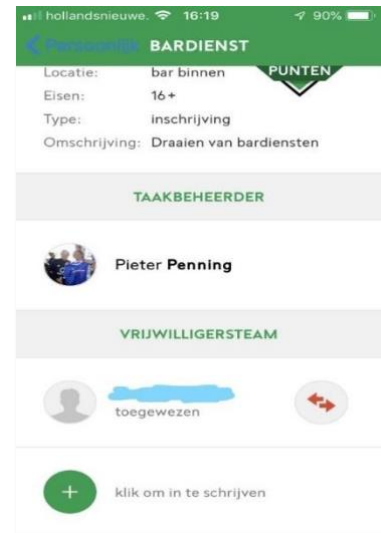 hollandsnieuwe. 16:19 90%
Persoonlijk BARDIENST
Locatie: bar binnen
PUNTEN
Eisen: 16+
Type: inschrijving
Omschrijving: Draaien van bardiensten
TAAKBEHEERDER
Pieter Penning
VRIJWILLIGERSTEAM
toegewezen
klik om in te schrijven